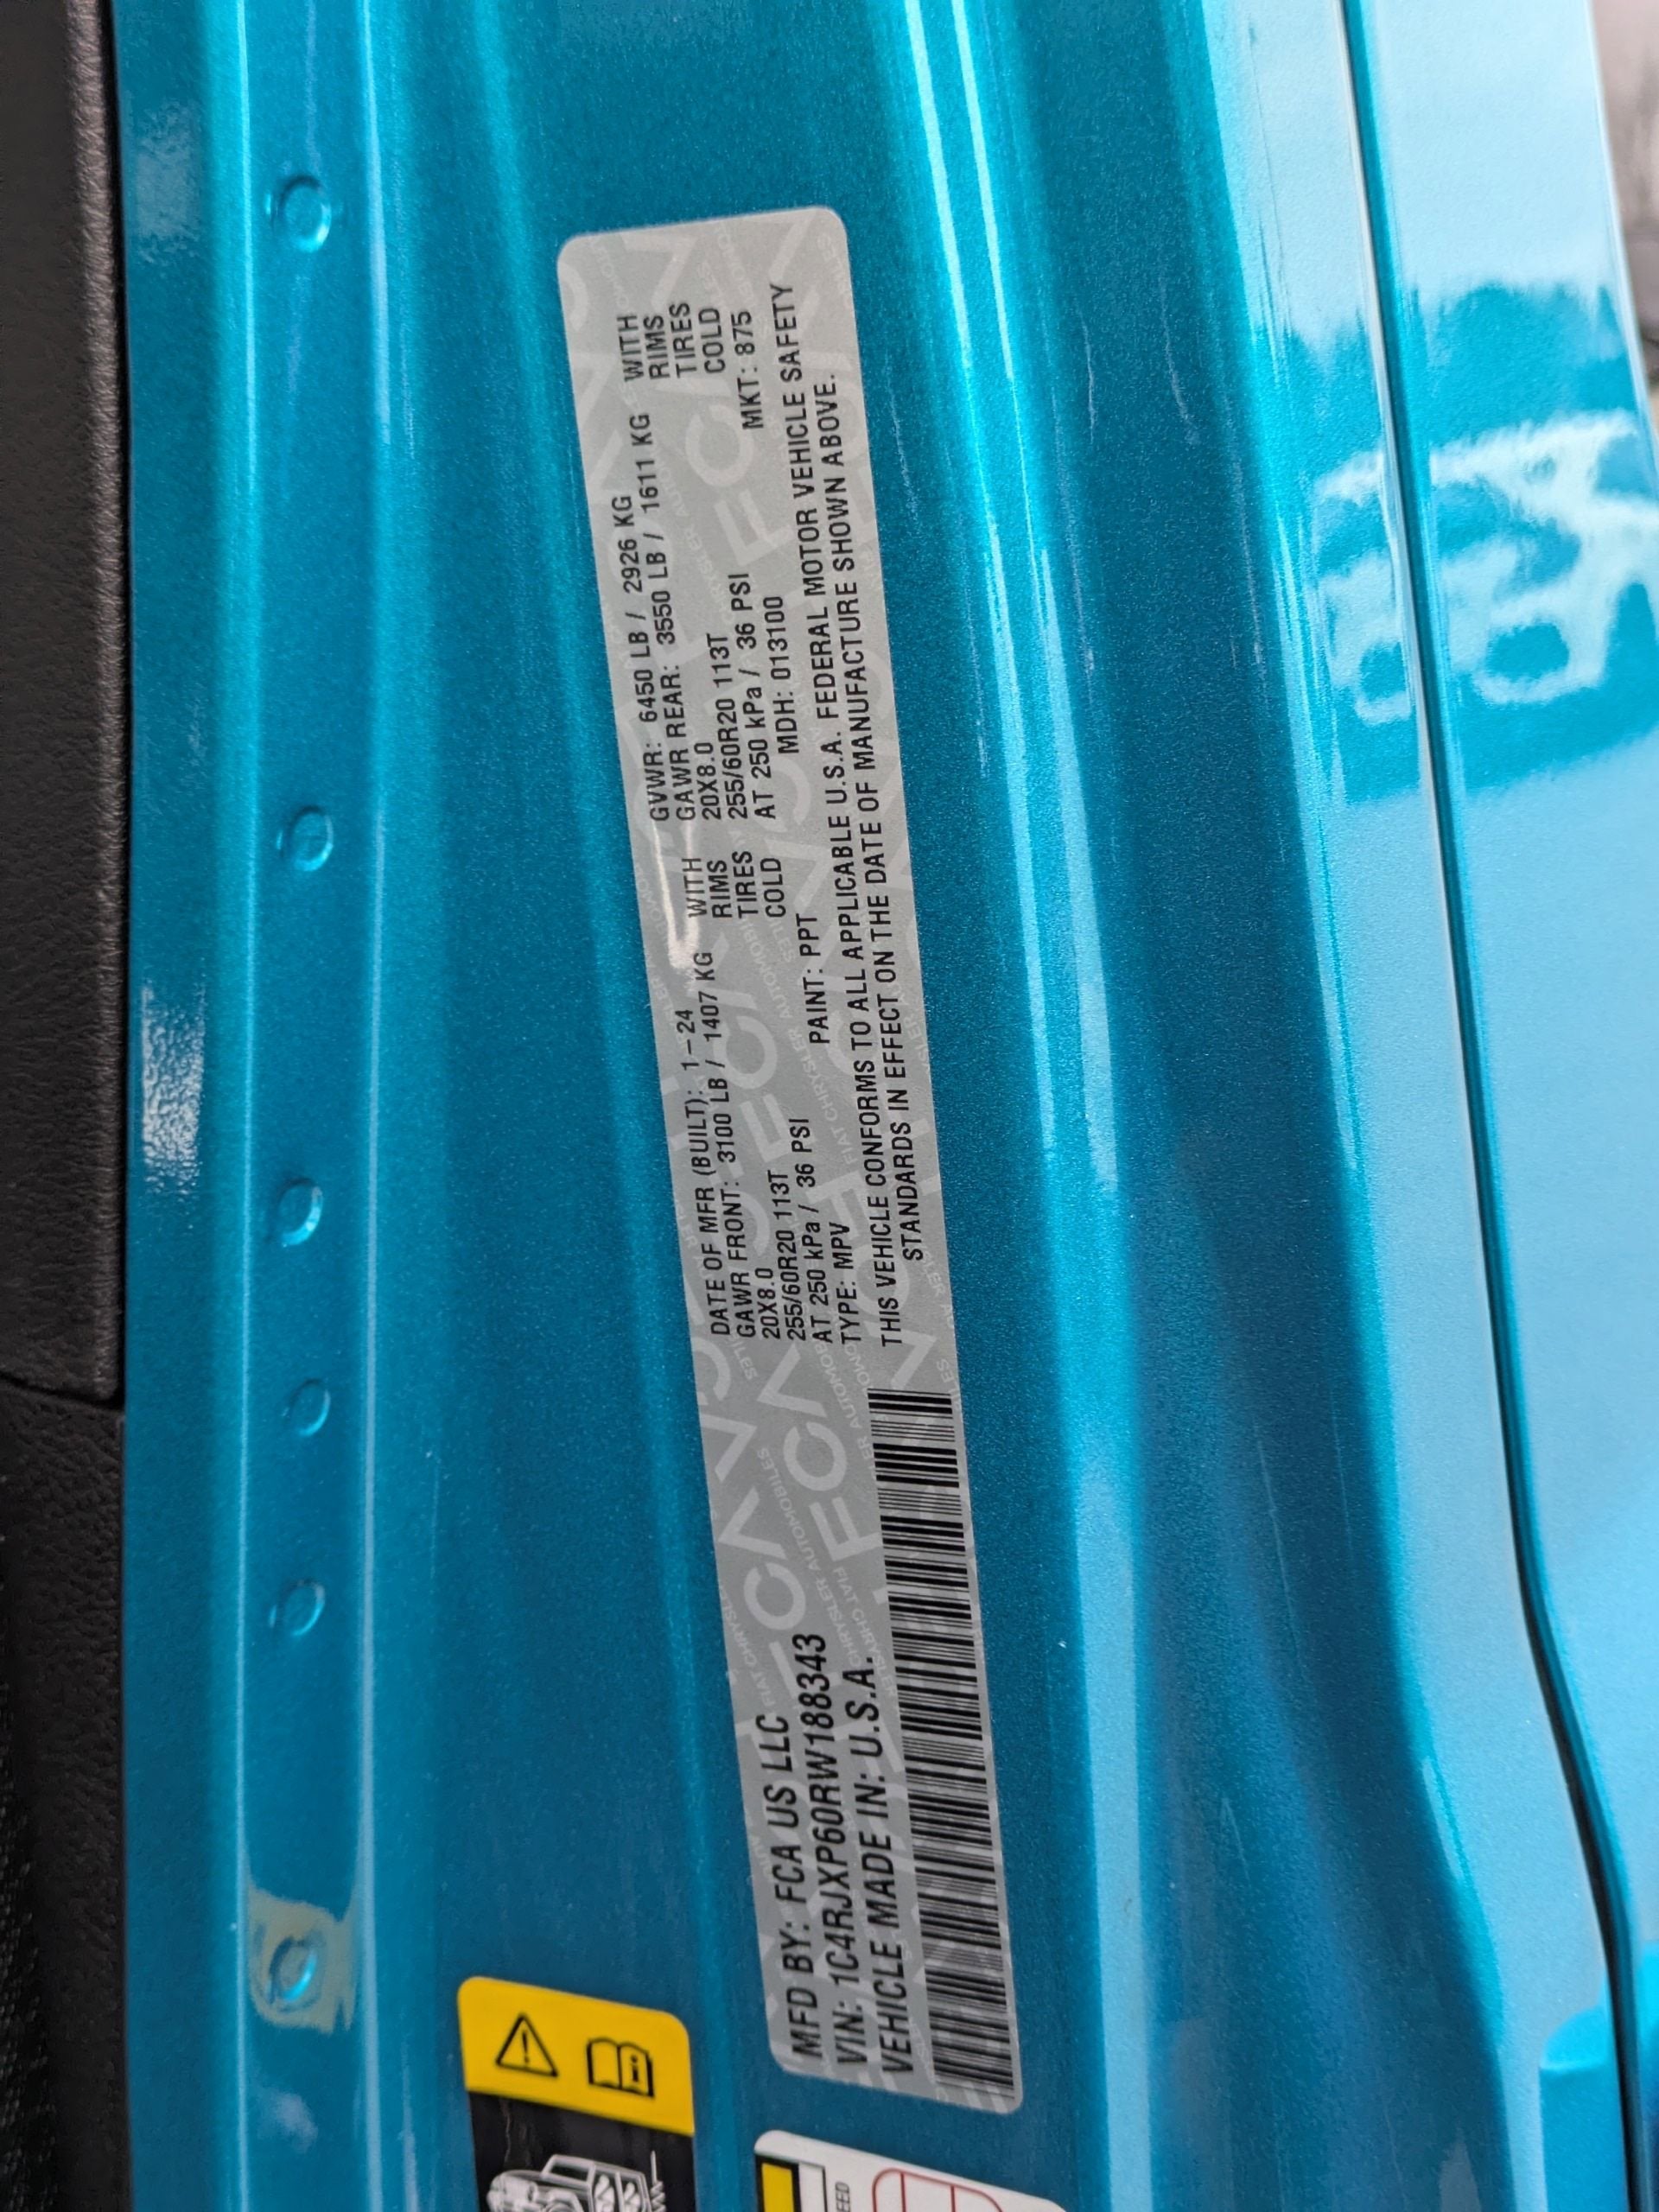 MFD BY: FCA US LLC
VIN: 1C4RJXP60RW188343
VEHICLE MADE IN: U.S.A.
DATE OF MFR (BUILT): 1-24 GVWR: 6450 LB / 2926 KG
GAWR FRONT: 3100 LB / 1407 KG WITH GAWR REAR: 3550 LB / 1611 KG WITH
20X8.0 RIMS 20X8.0 RIMS
255/60R20 113T TIRES 255/60R20 113T TIRES
AT 250 kPa / 36 PSI COLD AT 250 kPa / 36 PSI COLD
TYPE: MPV PAINT: PPT MDH: 013100 MKT: 875
THIS VEHICLE CONFORMS TO ALL APPLICABLE U.S.A. FEDERAL MOTOR VEHICLE SAFETY
STANDARDS IN EFFECT ON THE DATE OF MANUFACTURE SHOWN ABOVE.